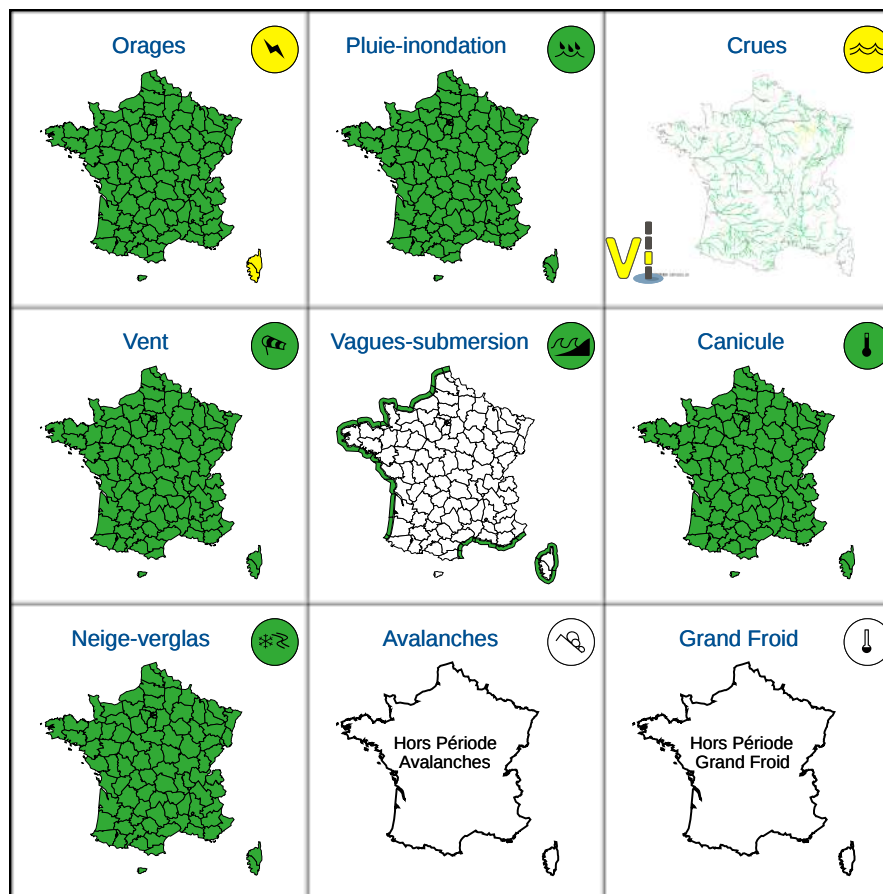 Orages
Pluie-inondation
Crues
Vi
Vent
Vagues-submersion
Canicule
Neige-verglas
Avalanches
Grand Froid
Hors Période
Avalanches
Hors Période
Grand Froid